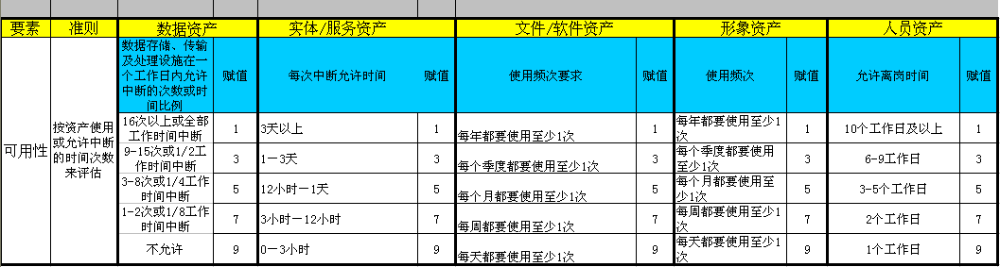 要素 准则 数据资产 实体/服务资产 文件/软件资产 形象资产 人员资产
数据存储、传输
及处理设施在一
个工作日内允许
中断的次数或时
间比例
赋值 每次中断允许时间 赋值 使用频次要求 赋值 使用频次 赋值 允许离岗时间 赋值
可用性
按资产使用
或允许中断
的时间次数
来评估
16次以上或全部
工作时间中断
1 3天以上 1 每年都要使用至少1次 1
每年都要使用至少1
次
1 10个工作日及以上 1
9-15次或1/2工
作时间中断
3 1—3天 3 每个季度都要使用至少1次 3
每个季度都要使用
至少1次
3 6-9工作日 3
3-8次或1/4工作
时间中断
5 12小时—1天 5 每个月都要使用至少1次 5
每个月都要使用至
少1次
5 3-5个工作日 5
1-2次或1/8工作
时间中断
7 3小时—12小时 7 每周都要使用至少1次 7
每周都要使用至少1
次
7 2个工作日 7
不允许 9 0—3小时 9 每天都要使用至少1次 9
每天都要使用至少1
次
9 1个工作日 9